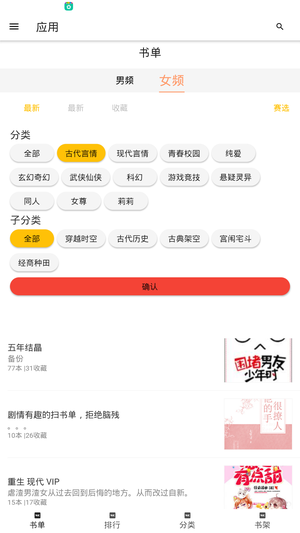 应用
书单
男频 女频
最新 最新 收藏 赛选
分类
全部 古代言情 现代言情 青春校园 纯爱
玄幻奇幻 武侠仙侠 科幻 游戏竞技 悬疑灵异
同人 女尊 莉莉
子分类
全部 穿越时空 古代历史 古典架空 宫闱宅斗
经商种田
确认
五年结晶
备份
77本 |31收藏
围堵男友
少年时
剧情有趣的扫书单，拒绝脑残
。。。。
10本 |26收藏
很撩人
的手
重生 现代 VIP
虐渣男渣女从过去回到后悔的地方。从而改过自新。
15本 |17收藏
有点甜
书单 排行 分类 书架